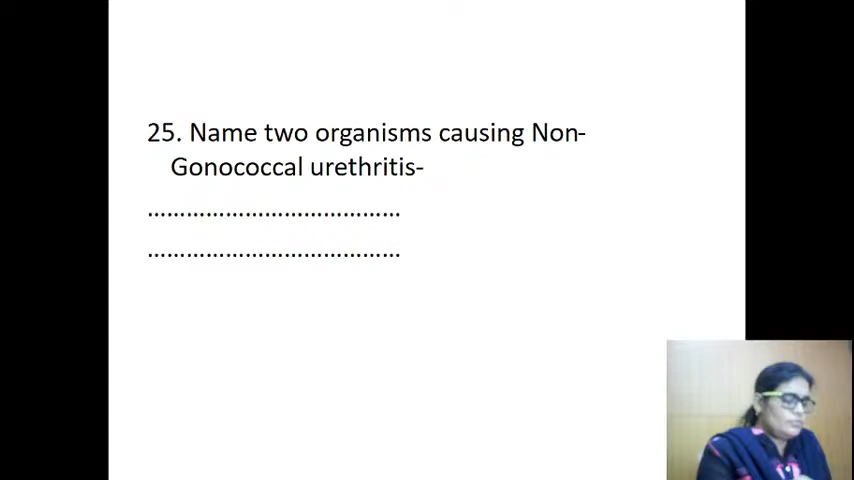 25. Name two organisms causing Non-
Gonococcal urethritis-
.......................................
.......................................